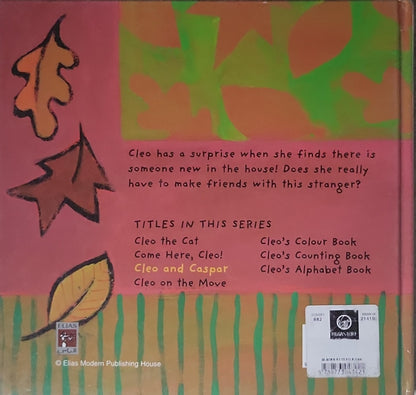 Cleo has a surprise when she finds there is
someone new in the house! Does she really
have to make friends with this stranger?
TITLES IN THIS SERIES
Cleo the Cat
Come Here, Cleo!
Cleo and Caspar
Cleo on the Move
Cleo's Colour Book
Cleo's Counting Book
Cleo's Alphabet Book
ELIAS
© Elias Modern Publishing House